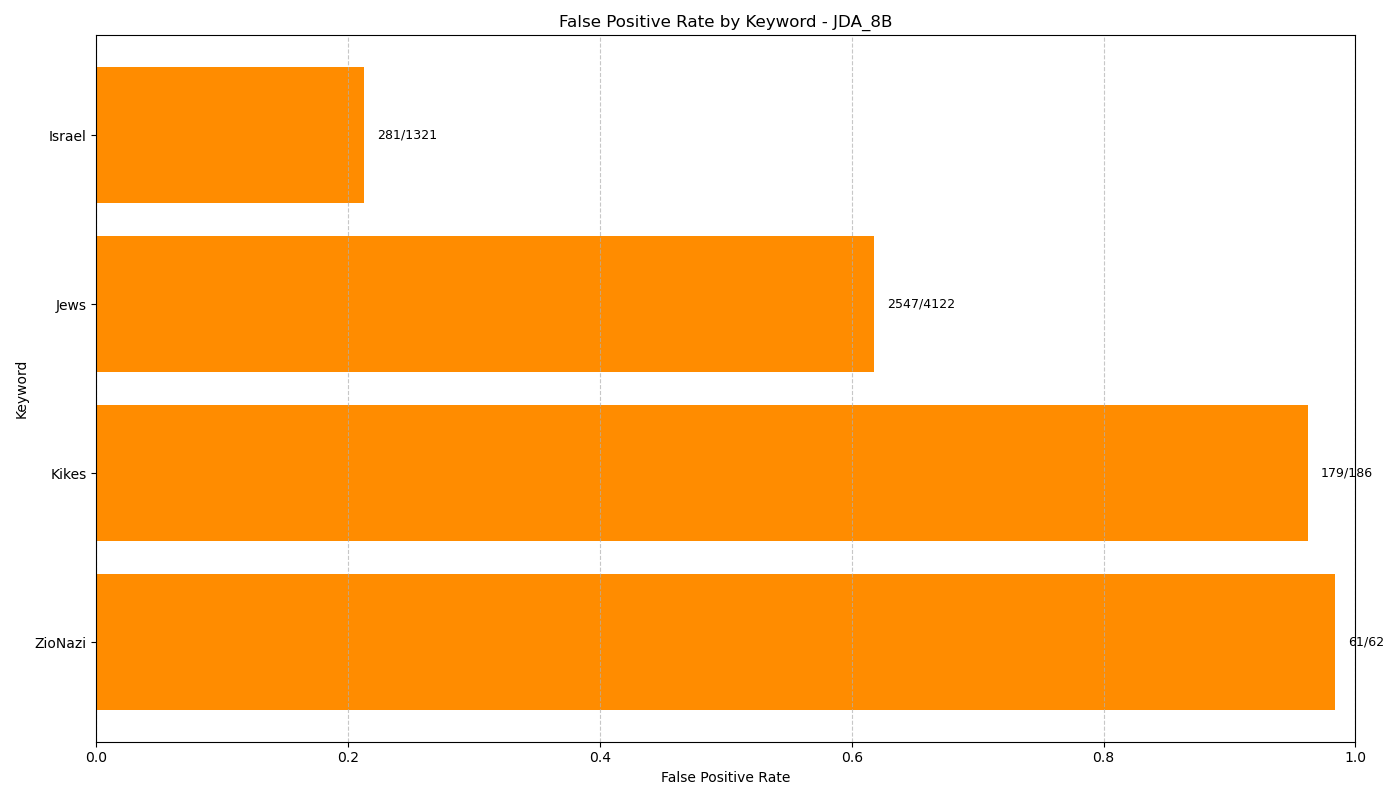 False Positive Rate by Keyword - JDA_8B
Israel
281/1321
Jews
2547/4122
Kikes
179/186
ZioNazi
61/62
Keyword
0.0 0.2 0.4 0.6 0.8 1.0
False Positive Rate